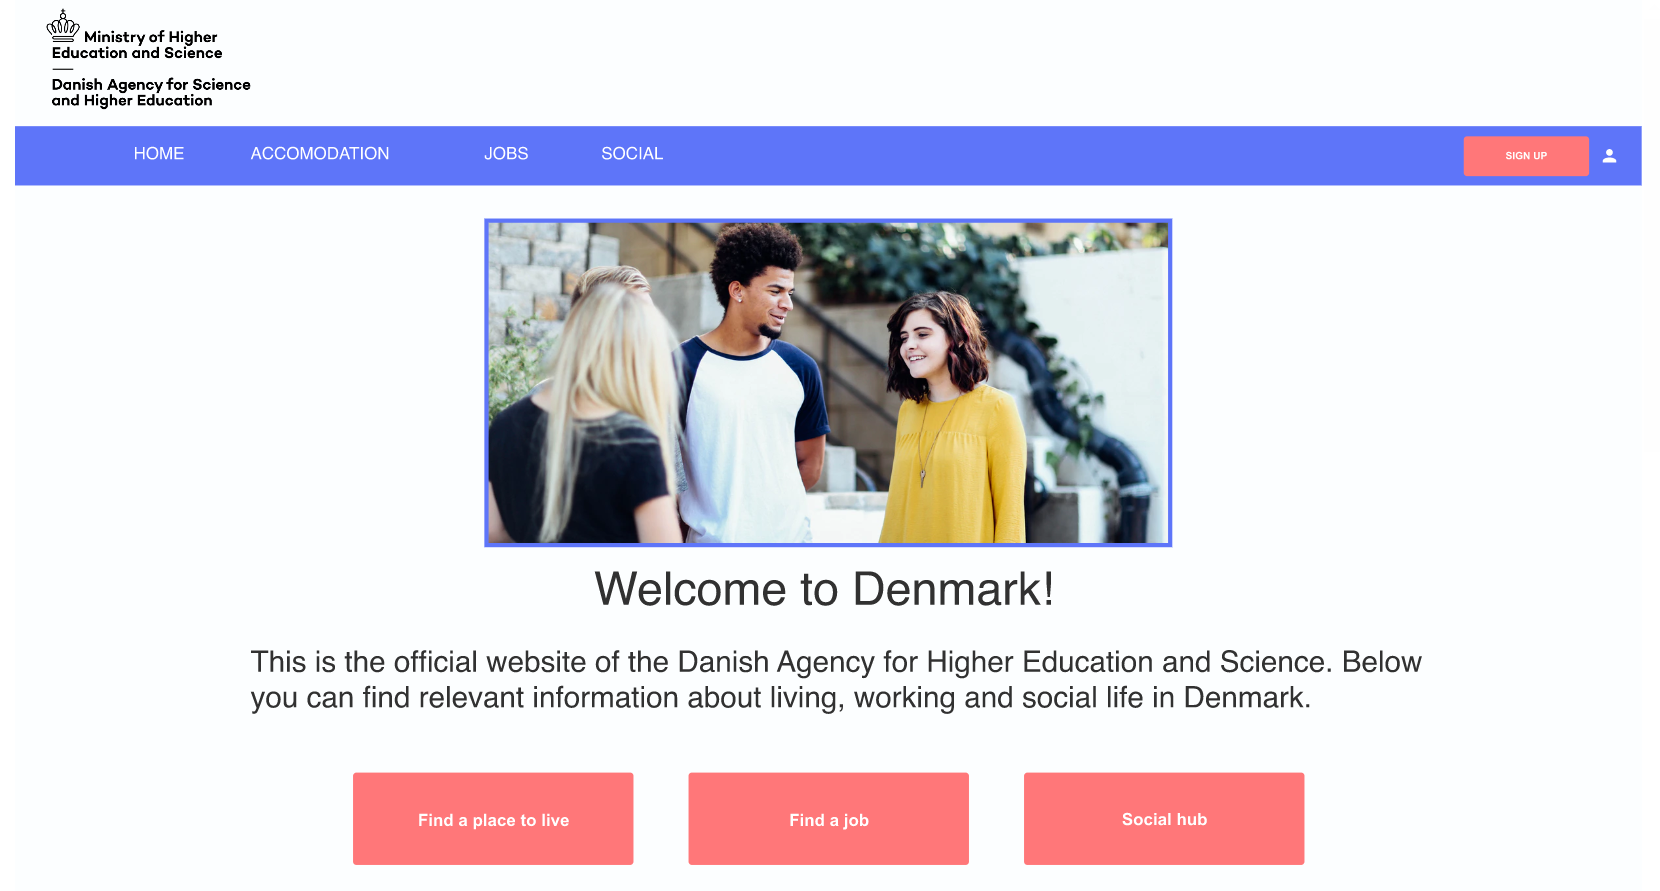 Ministry of Higher
Education and Science
Danish Agency for Science
and Higher Education
HOME
ACCOMODATION
JOBS
SOCIAL
SIGN UP
Welcome to Denmark!
This is the official website of the Danish Agency for Higher Education and Science. Below
you can find relevant information about living, working and social life in Denmark.
Find a place to live
Find a job
Social hub